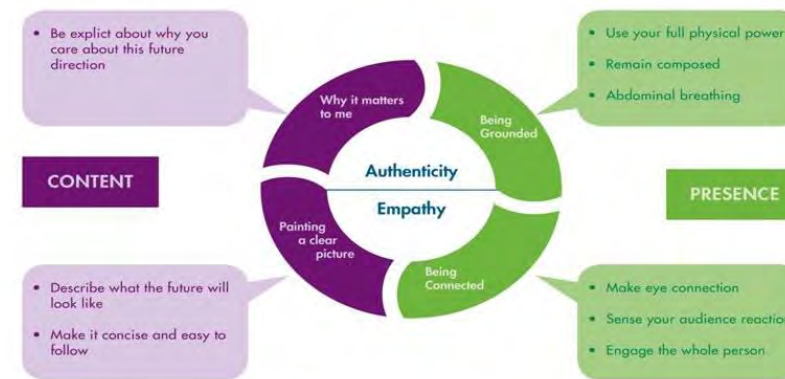 • Be explict about why you
care about this future
direction
• Use your full physical power
• Remain composed
• Abdominal breathing
Why it matters
to me
Being
Grounded
CONTENT
Authenticity
Empathy
PRESENCE
Painting
a clear
picture
Being
Connected
• Describe what the future will
look like
• Make it concise and easy to
follow
• Make eye connection
• Sense your audience reaction
• Engage the whole person